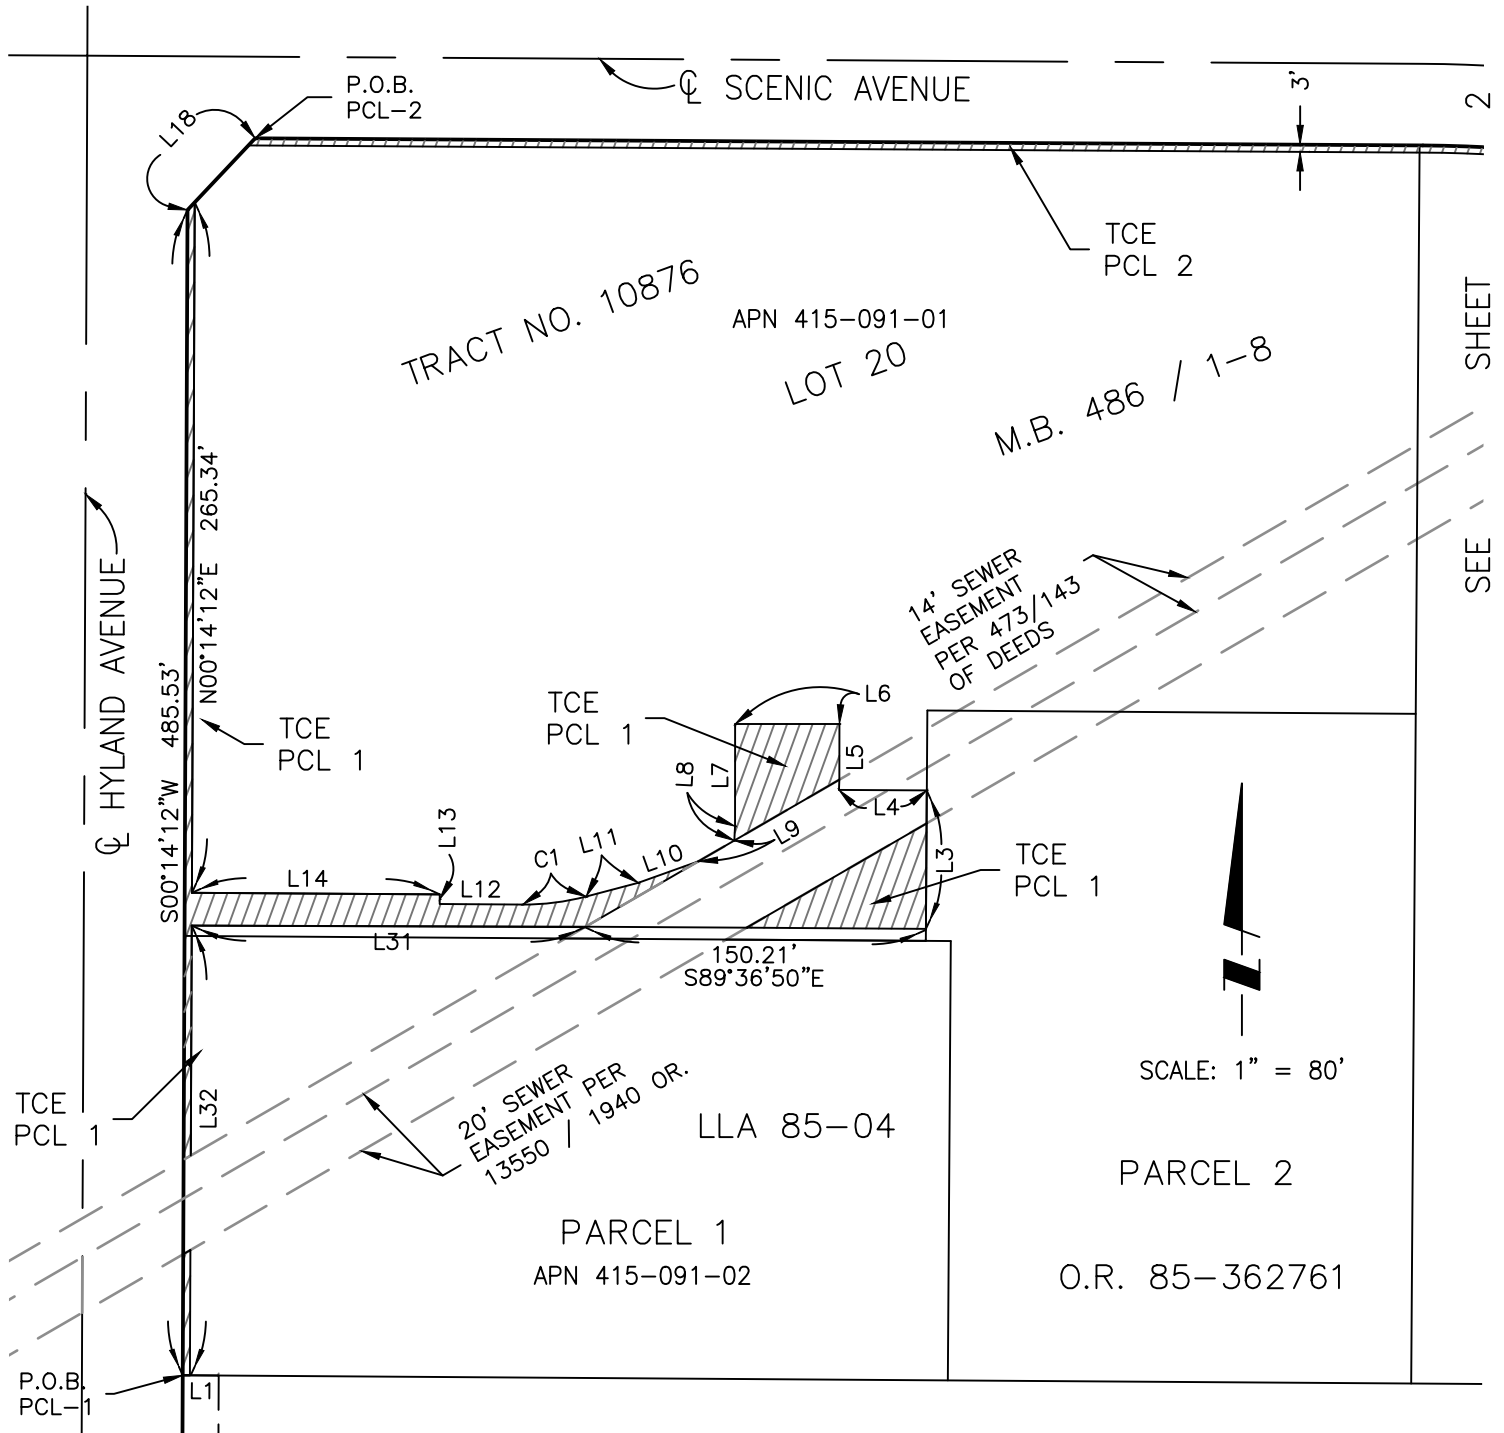 P.O.B.
PCL-2
℄ SCENIC AVENUE
3'
SEE SHEET 2
L18
TCE
PCL 2
TRACT NO. 10876
APN 415-091-01
LOT 20
M.B. 486 / 1-8
N00°14'12"E 265.34'
S00°14'12"W 485.53'
℄ HYLAND AVENUE
14' SEWER
EASEMENT
PER 473/143
OF DEEDS
TCE
PCL 1
TCE
PCL 1
L6
L5
L7
L8
L4
L9
L3
TCE
PCL 1
L13
L14
L12
C1
L11
L10
L31
150.21'
S89°36'50"E
SCALE: 1" = 80'
TCE
PCL 1
L32
20' SEWER
EASEMENT PER
13550 / 1940 OR.
LLA 85-04
PARCEL 2
PARCEL 1
APN 415-091-02
O.R. 85-362761
P.O.B.
PCL-1
L1